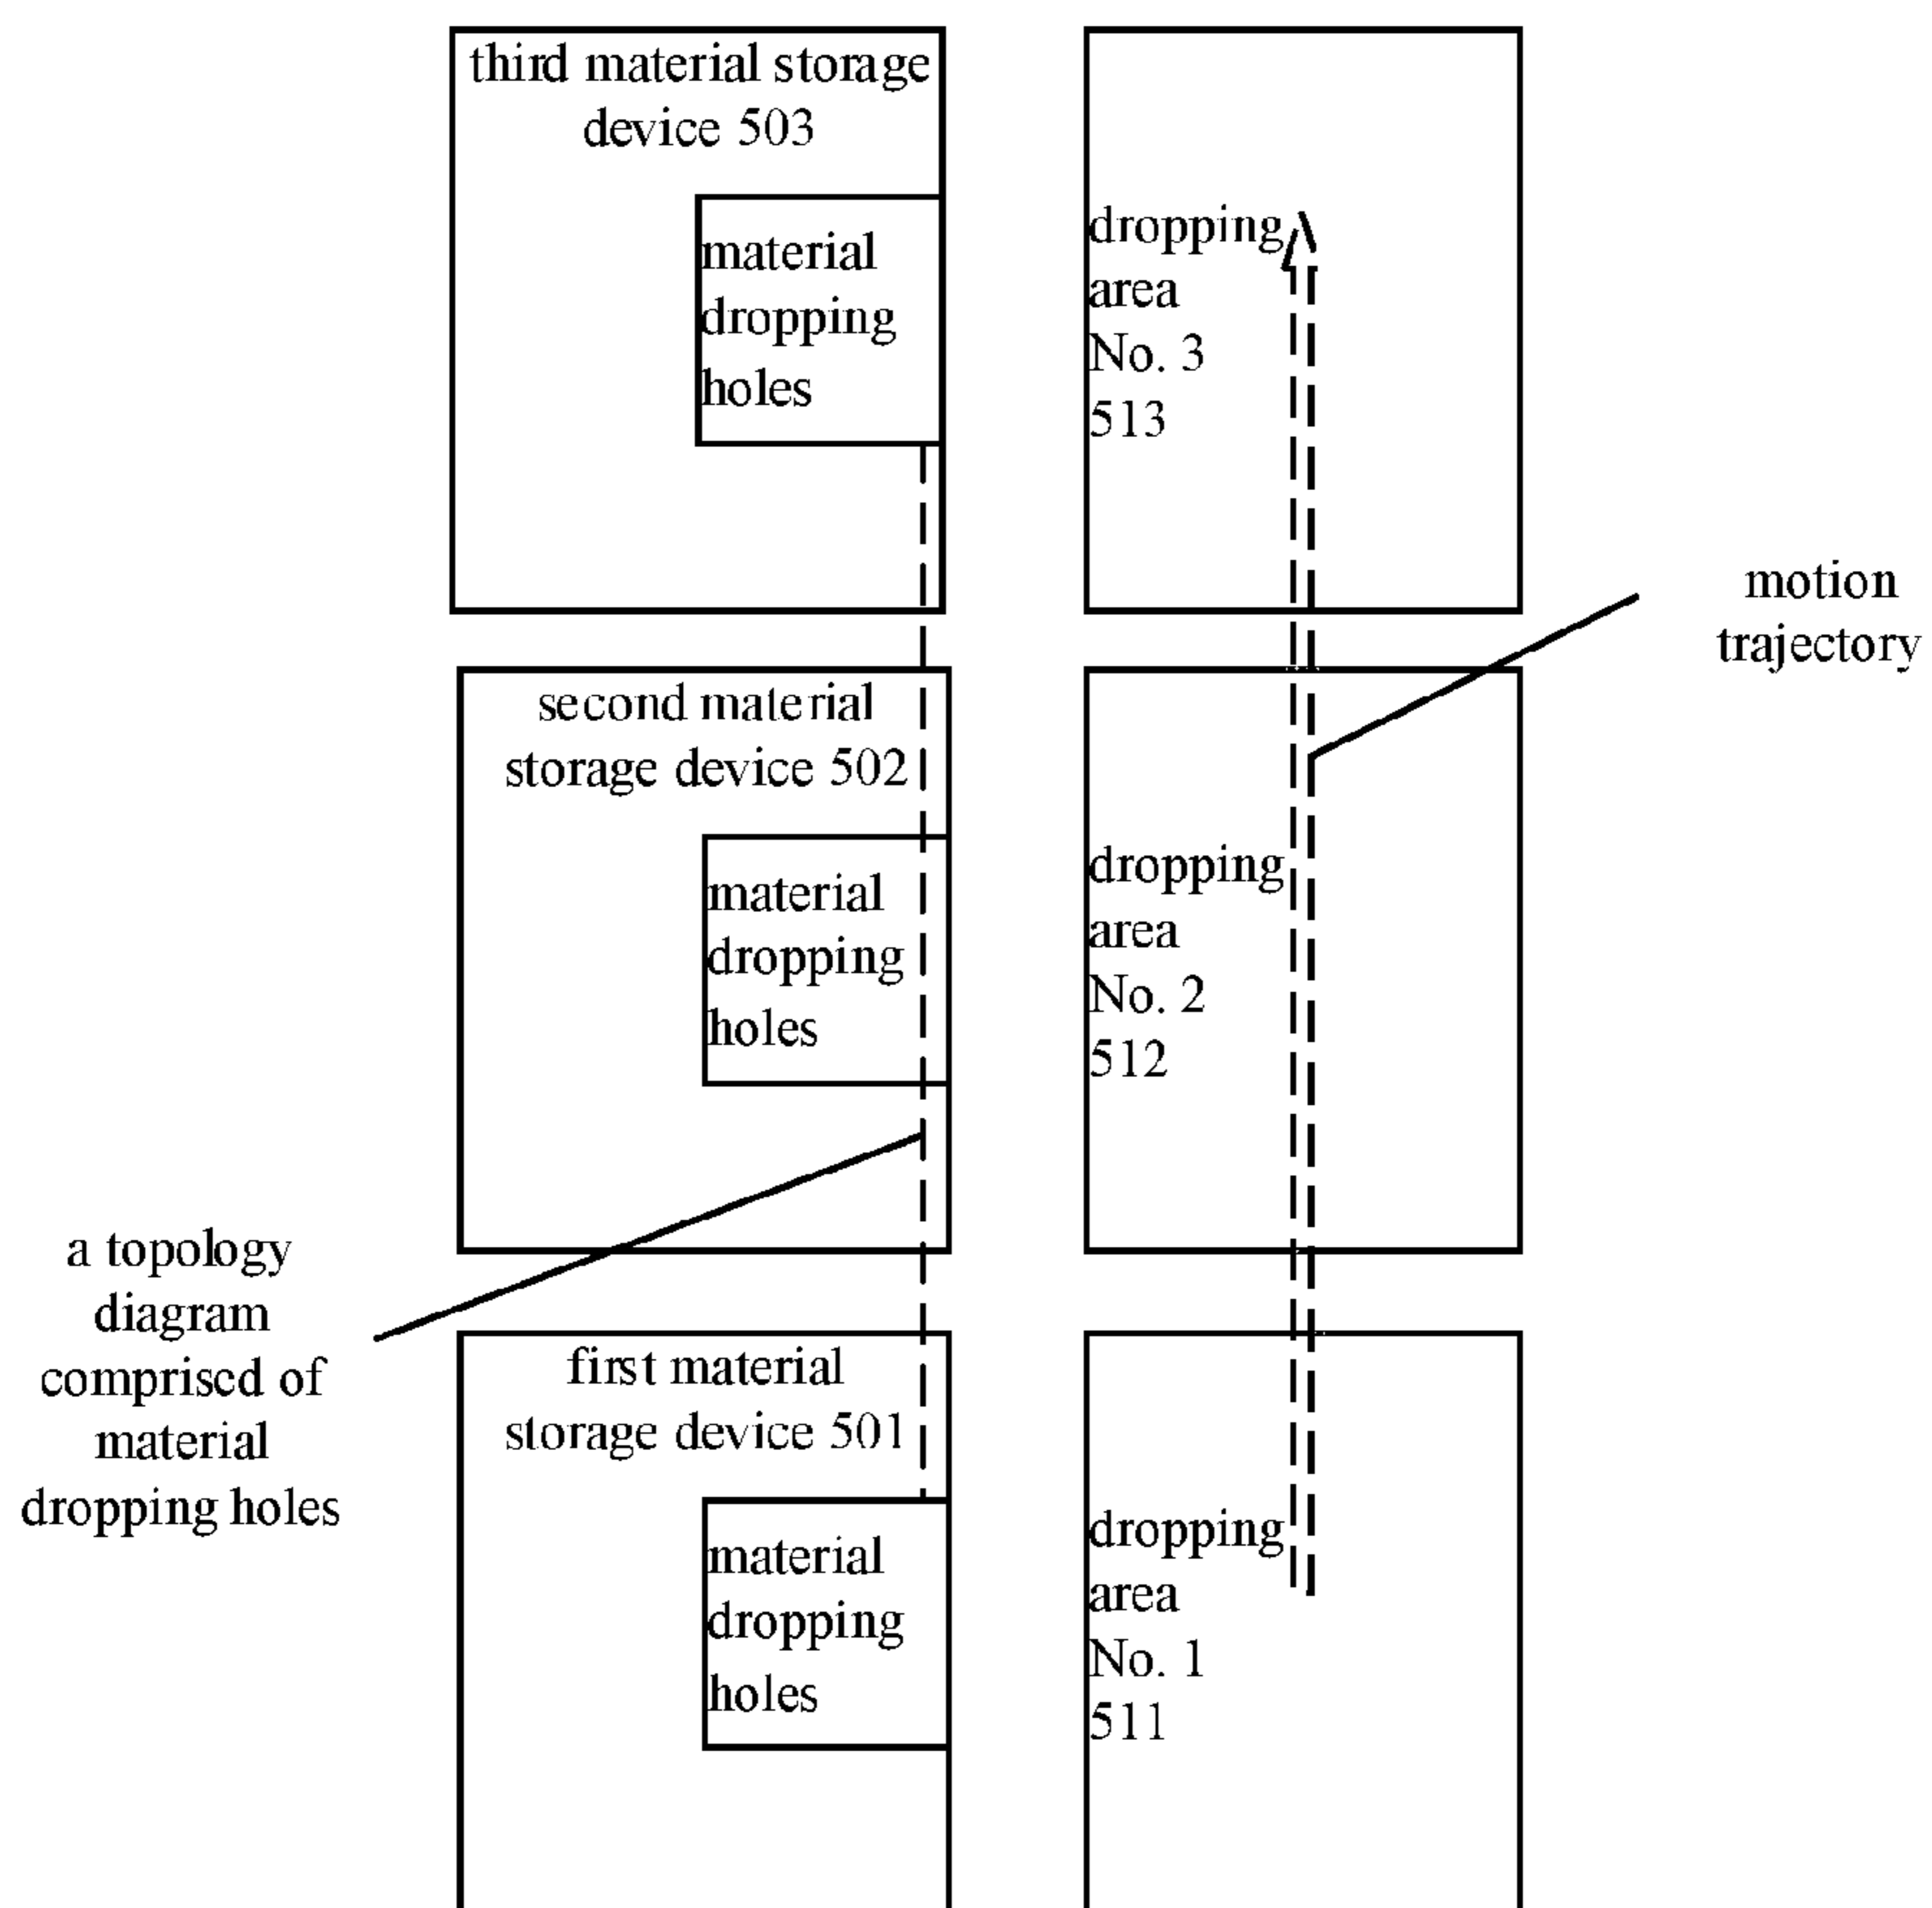 third material storage
device 503
material
dropping
holes
dropping
area
No. 3
513
motion
trajectory
second material
storage device 502
material
dropping
holes
dropping
area
No. 2
512
a topology
diagram
comprised of
material
dropping holes
first material
storage device 501
material
dropping
holes
dropping
area
No. 1
511